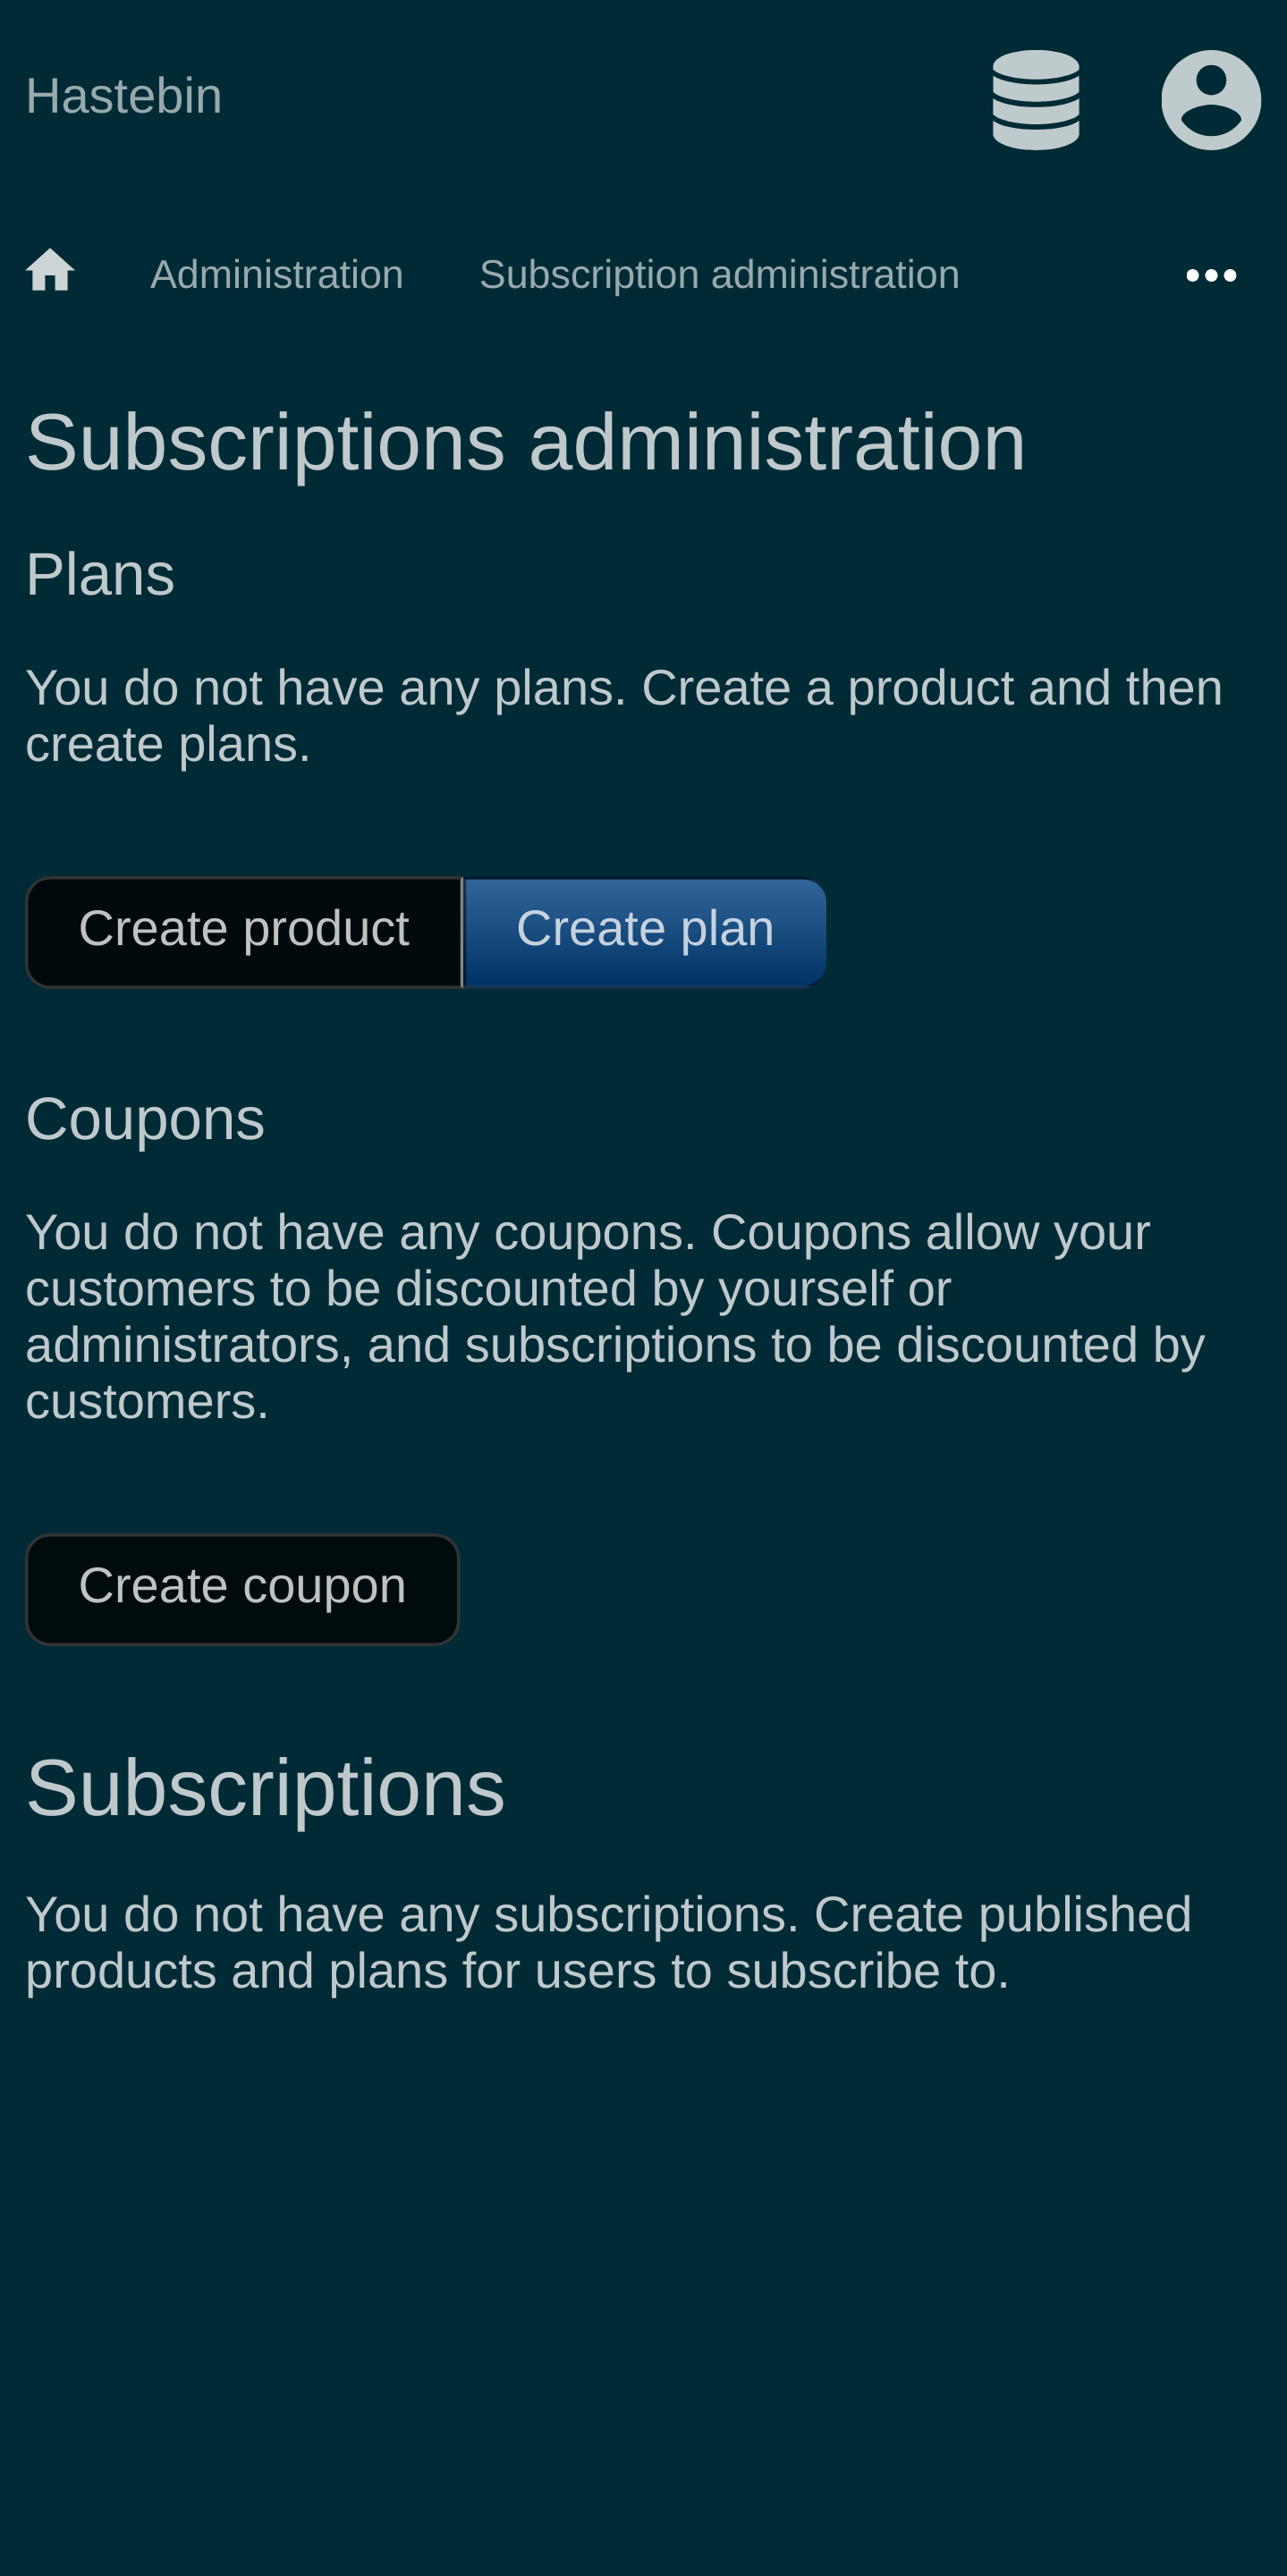 Hastebin
Administration Subscription administration
Subscriptions administration
Plans
You do not have any plans. Create a product and then
create plans.
Create product Create plan
Coupons
You do not have any coupons. Coupons allow your
customers to be discounted by yourself or
administrators, and subscriptions to be discounted by
customers.
Create coupon
Subscriptions
You do not have any subscriptions. Create published
products and plans for users to subscribe to.